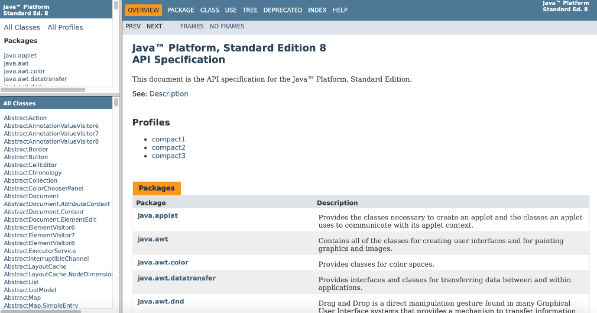 Java™ Platform
Standard Ed. 8
All Classes All Profiles
Packages
java.applet
java.awt
java.awt.color
java.awt.datatransfer
All Classes
AbstractAction
AbstractAnnotationValueVisitor6
AbstractAnnotationValueVisitor7
AbstractAnnotationValueVisitor8
AbstractBorder
AbstractButton
AbstractCellEditor
AbstractChronology
AbstractCollection
AbstractColorChooserPanel
AbstractDocument
AbstractDocument.AttributeContext
AbstractDocument.Content
AbstractDocument.ElementEdit
AbstractElementVisitor6
AbstractElementVisitor7
AbstractElementVisitor8
AbstractExecutorService
AbstractInterruptibleChannel
AbstractLayoutCache
AbstractLayoutCache.NodeDimension
AbstractList
AbstractListModel
AbstractMap
AbstractMap.SimpleEntry
OVERVIEW PACKAGE CLASS USE TREE DEPRECATED INDEX HELP
Java™ Platform
Standard Ed. 8
PREV NEXT FRAMES NO FRAMES
Java™ Platform, Standard Edition 8
API Specification
This document is the API specification for the Java™ Platform, Standard Edition.
See: Description
Profiles
• compact1
• compact2
• compact3
Packages
Package Description
java.applet Provides the classes necessary to create an applet and the classes an applet
uses to communicate with its applet context.
java.awt Contains all of the classes for creating user interfaces and for painting
graphics and images.
java.awt.color Provides classes for color spaces.
java.awt.datatransfer Provides interfaces and classes for transferring data between and within
applications.
java.awt.dnd Drag and Drop is a direct manipulation gesture found in many Graphical
User Interface systems that provides a mechanism to transfer information